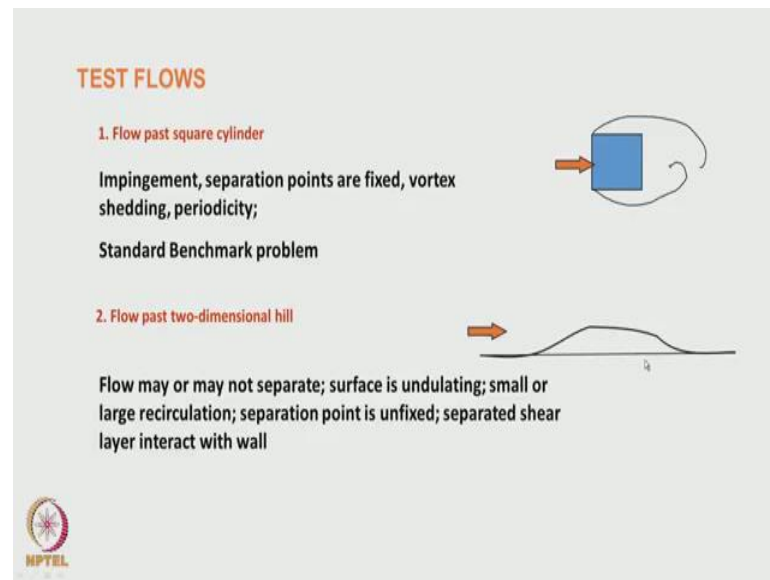 TEST FLOWS
1. Flow past square cylinder
Impingement, separation points are fixed, vortex
shedding, periodicity;
Standard Benchmark problem
2. Flow past two-dimensional hill
Flow may or may not separate; surface is undulating; small or
large recirculation; separation point is unfixed; separated shear
layer interact with wall
NPTEL